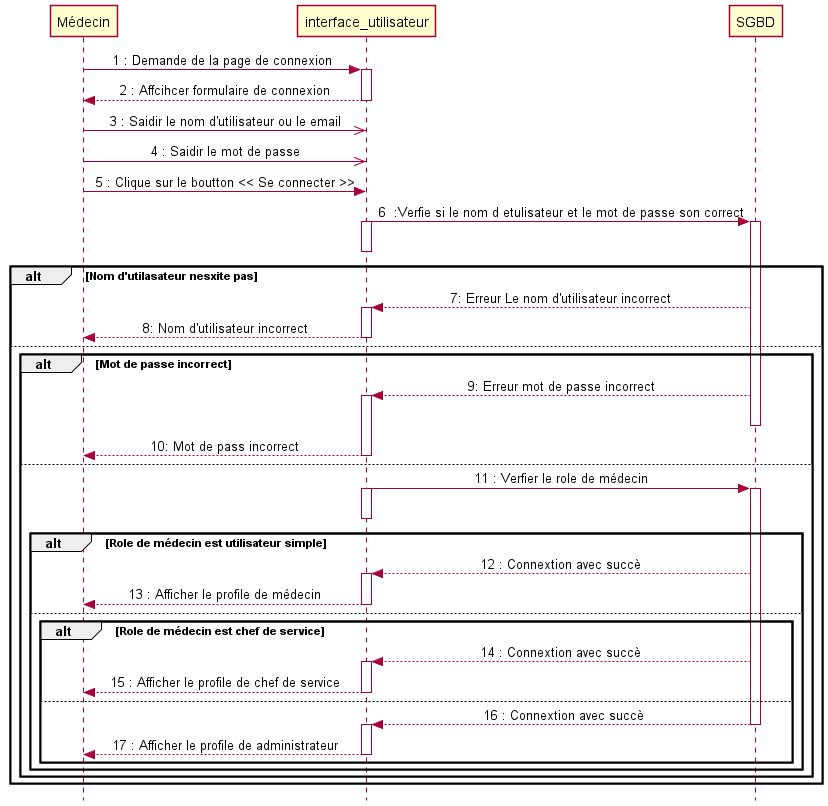 Médecin
interface_utilisateur
SGBD
1 : Demande de la page de connexion
2 : Affcihcer formulaire de connexion
3 : Saidir le nom d'utilisateur ou le email
4 : Saidir le mot de passe
5 : Clique sur le boutton << Se connecter >>
6 :Verfie si le nom d etulisateur et le mot de passe son correct
alt [Nom d'utilasateur nesxite pas]
7: Erreur Le nom d'utilisateur incorrect
8: Nom d'utilisateur incorrect
alt [Mot de passe incorrect]
9: Erreur mot de passe incorrect
10: Mot de pass incorrect
11 : Verfier le role de médecin
alt [Role de médecin est utilisateur simple]
12 : Connextion avec succè
13 : Afficher le profile de médecin
alt [Role de médecin est chef de service]
14 : Connextion avec succè
15 : Afficher le profile de chef de service
16 : Connextion avec succè
17 : Afficher le profile de administrateur